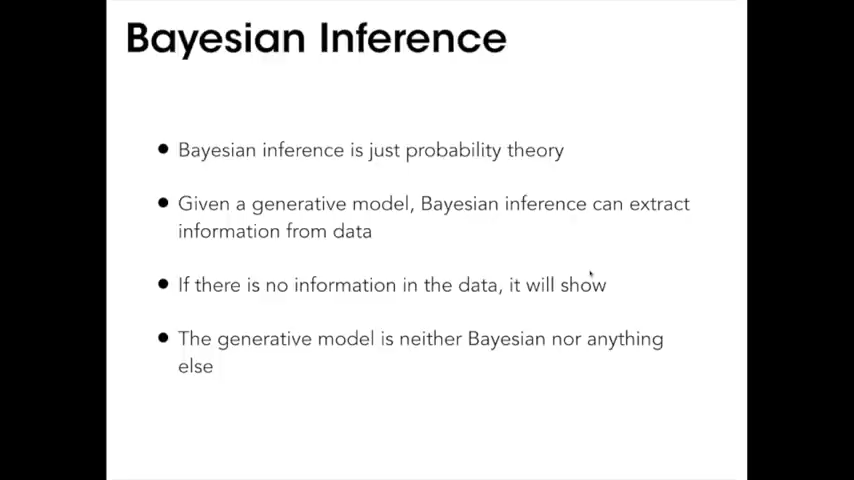 Bayesian Inference
• Bayesian inference is just probability theory
• Given a generative model, Bayesian inference can extract
information from data
• If there is no information in the data, it will show
• The generative model is neither Bayesian nor anything
else